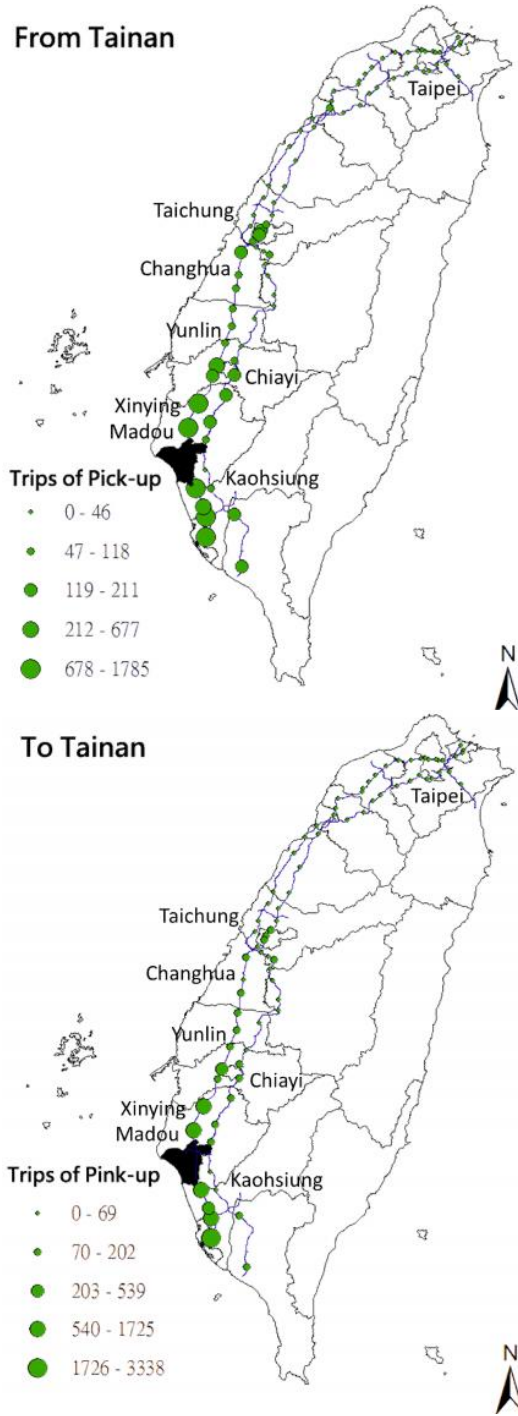 From Tainan
Taipei
Taichung
Changhua
Yunlin
Chiayi
Xinying
Madou
Kaohsiung
Trips of Pick-up
0 - 46
47 - 118
119 - 211
212 - 677
678 - 1785
N
To Tainan
Taipei
Taichung
Changhua
Yunlin
Chiayi
Xinying
Madou
Kaohsiung
Trips of Pink-up
0 - 69
70 - 202
203 - 539
540 - 1725
1726 - 3338
N